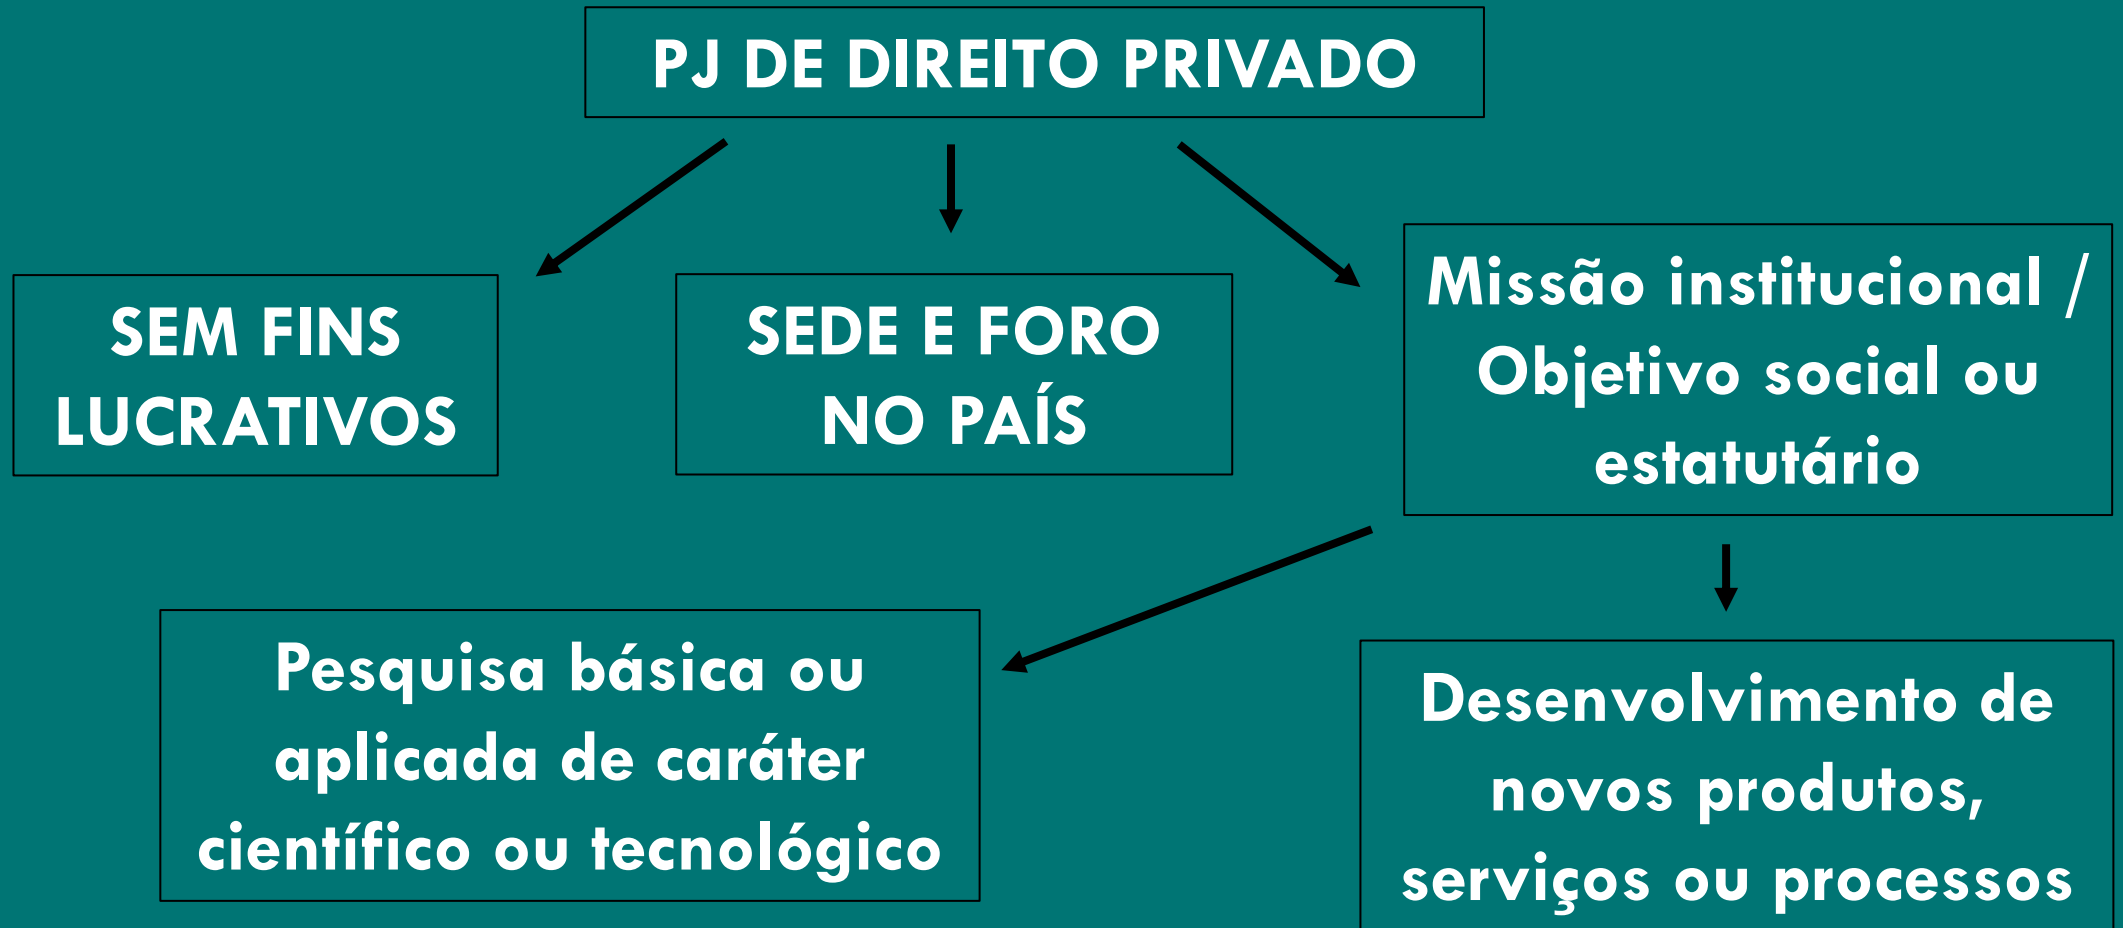 PJ DE DIREITO PRIVADO
SEM FINS
LUCRATIVOS
SEDE E FORO
NO PAÍS
Missão institucional /
Objetivo social ou
estatutário
Pesquisa básica ou
aplicada de caráter
científico ou tecnológico
Desenvolvimento de
novos produtos,
serviços ou processos